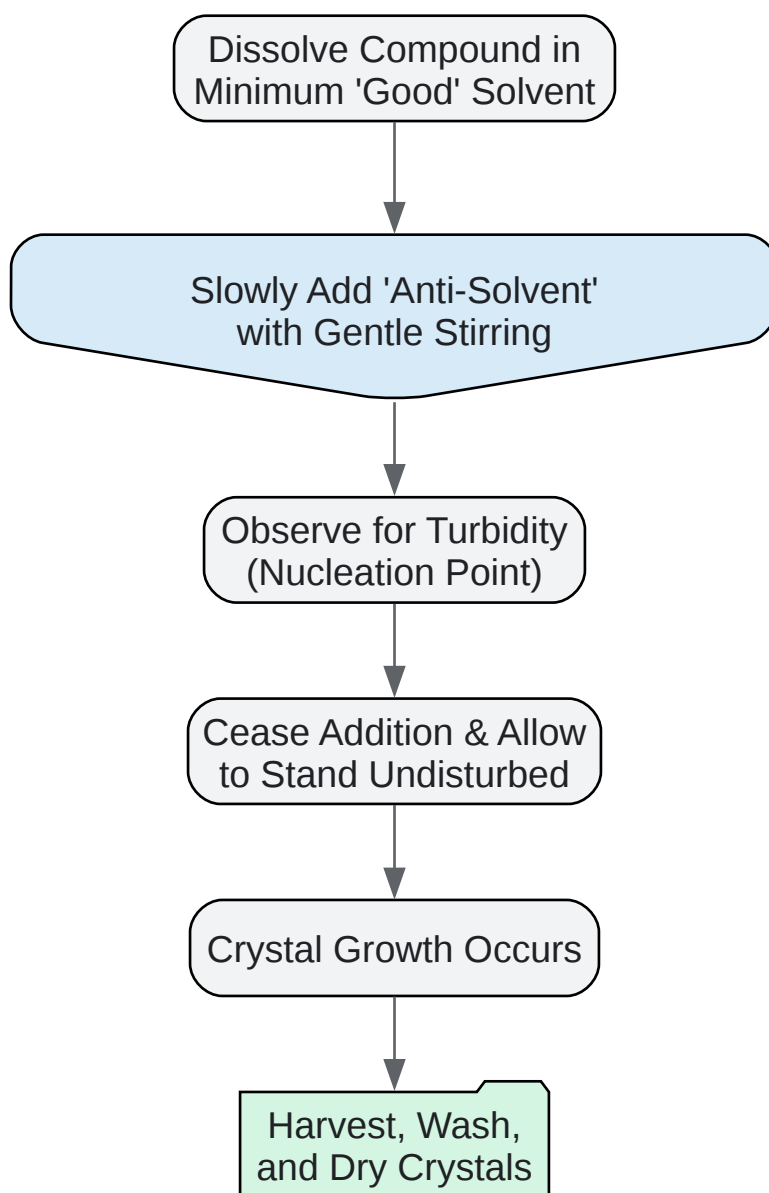 Dissolve Compound in
Minimum 'Good' Solvent
Slowly Add 'Anti-Solvent'
with Gentle Stirring
Observe for Turbidity
(Nucleation Point)
Cease Addition & Allow
to Stand Undisturbed
Crystal Growth Occurs
Harvest, Wash,
and Dry Crystals